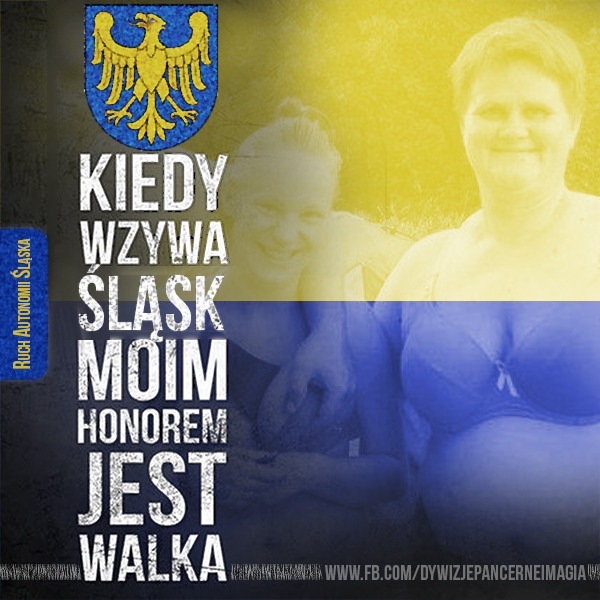 KIEDY
WZYWA
ŚLĄSK
MOIM
HONOREM
JEST
WALKA
Ruch Autonomii Śląska
WWW.FB.COM/DYWIZJEPANCERNEIMAGIA